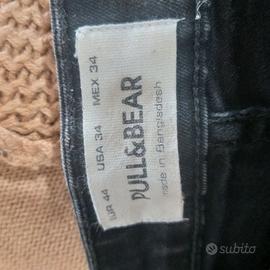 PULL&BEAR
made in Bangladesh
EUR 44 USA 34 MEX 34
subito